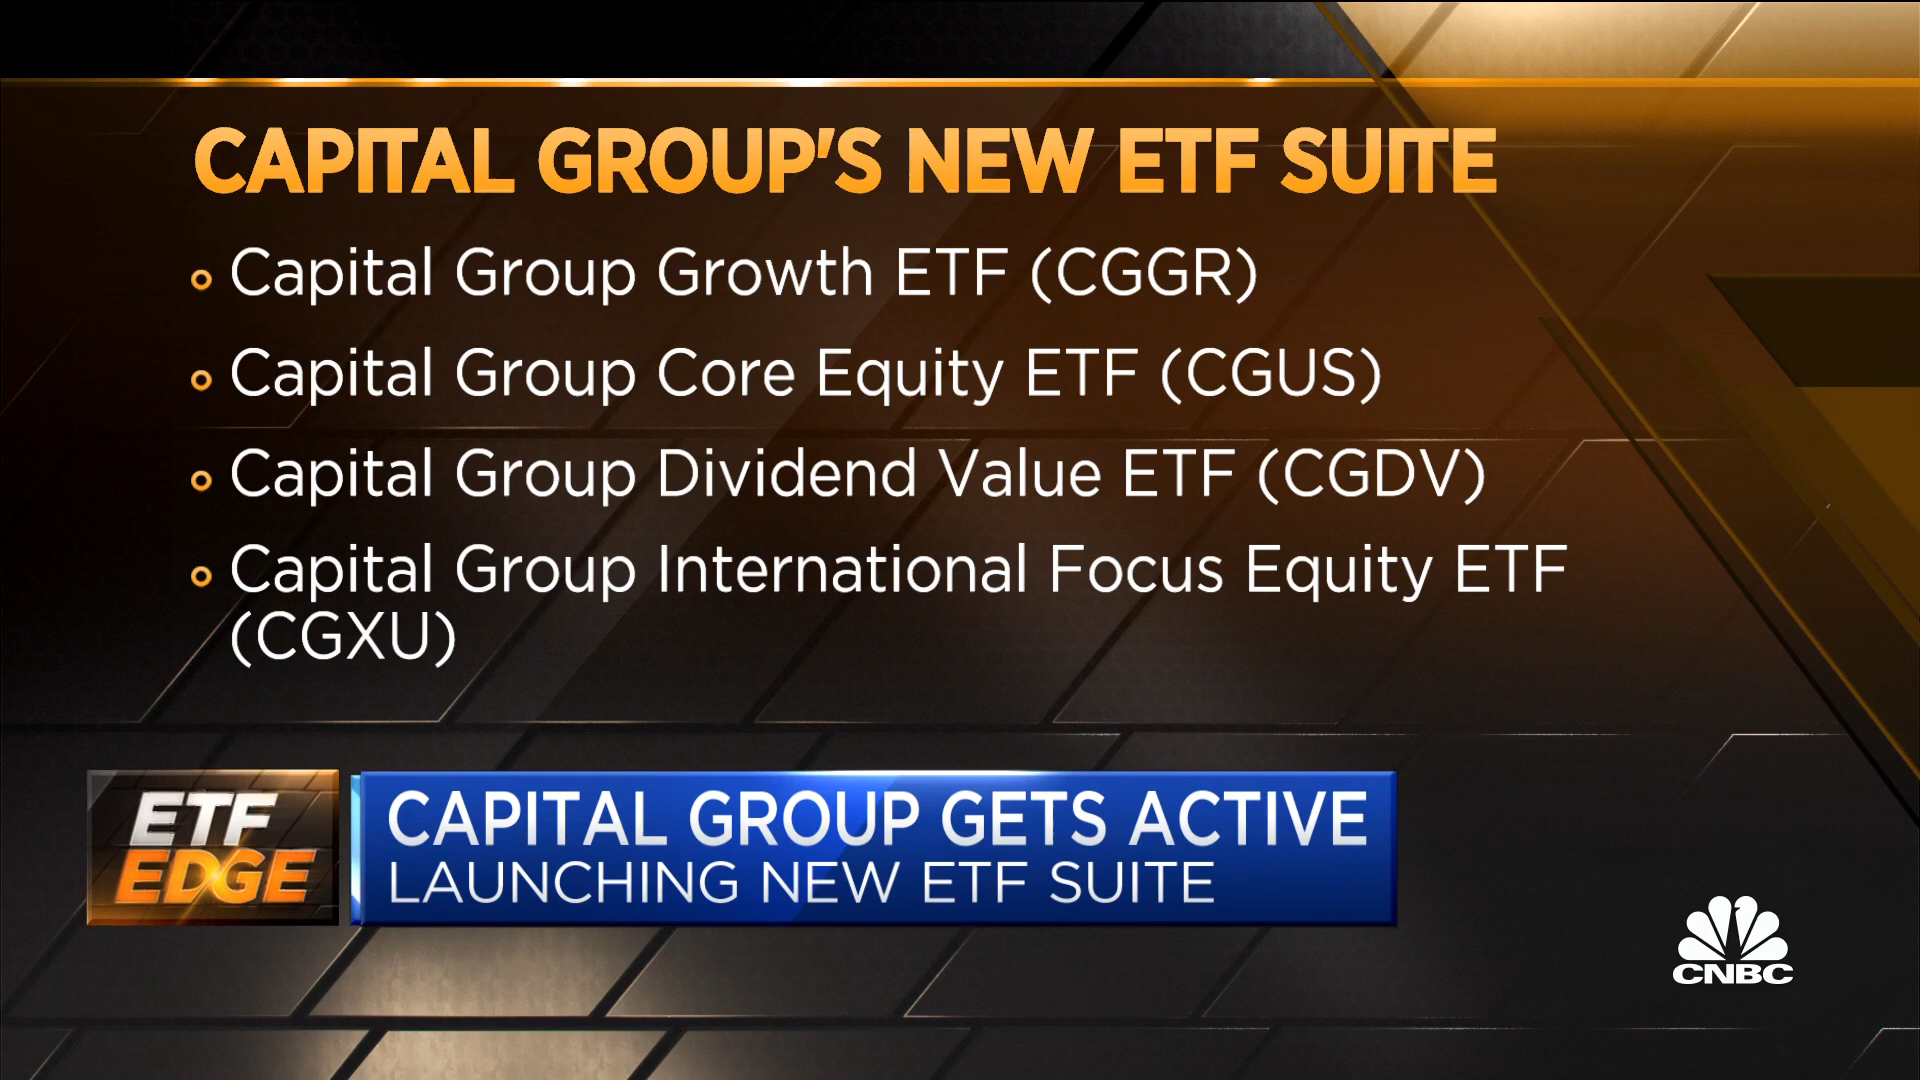 CAPITAL GROUP'S NEW ETF SUITE
Capital Group Growth ETF (CGGR)
Capital Group Core Equity ETF (CGUS)
Capital Group Dividend Value ETF (CGDV)
Capital Group International Focus Equity ETF
(CGXU)
ETF
EDGE
CAPITAL GROUP GETS ACTIVE
LAUNCHING NEW ETF SUITE
CNBC